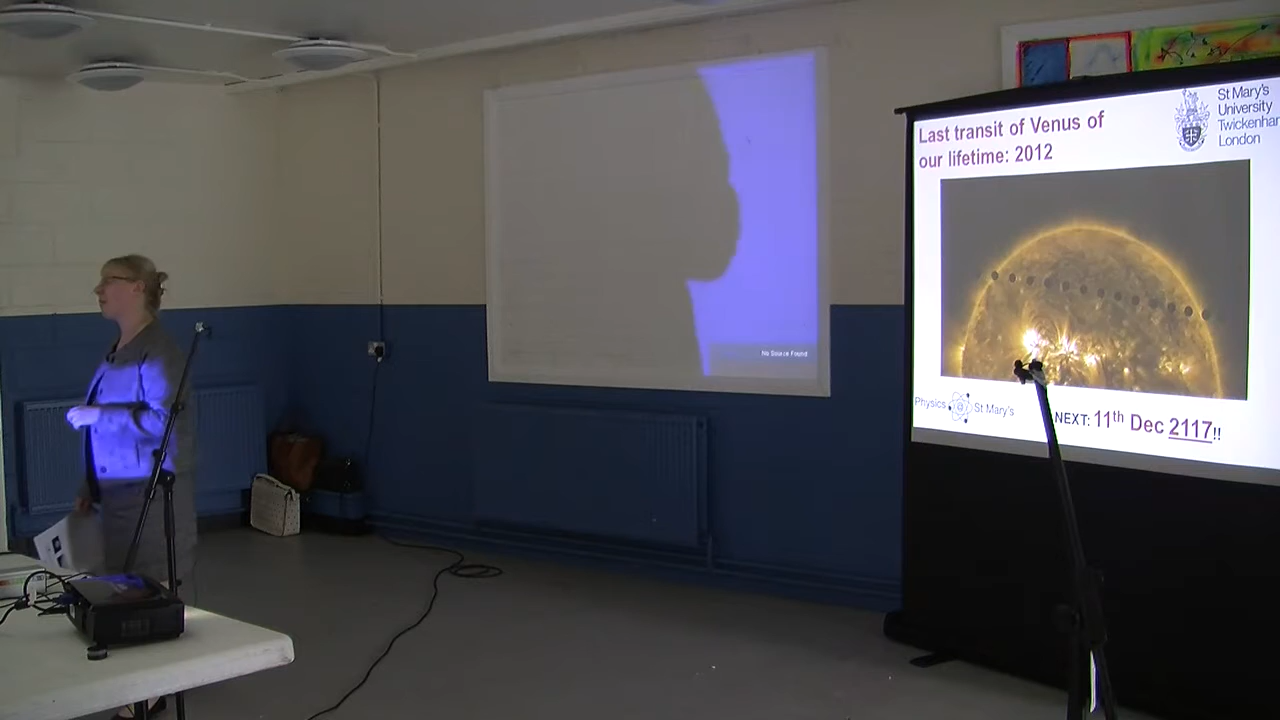 No Source Found
Last transit of Venus of
our lifetime: 2012
St Mary's
University
Twickenham
London
Physics St Mary's
NEXT: 11th Dec 2117!!